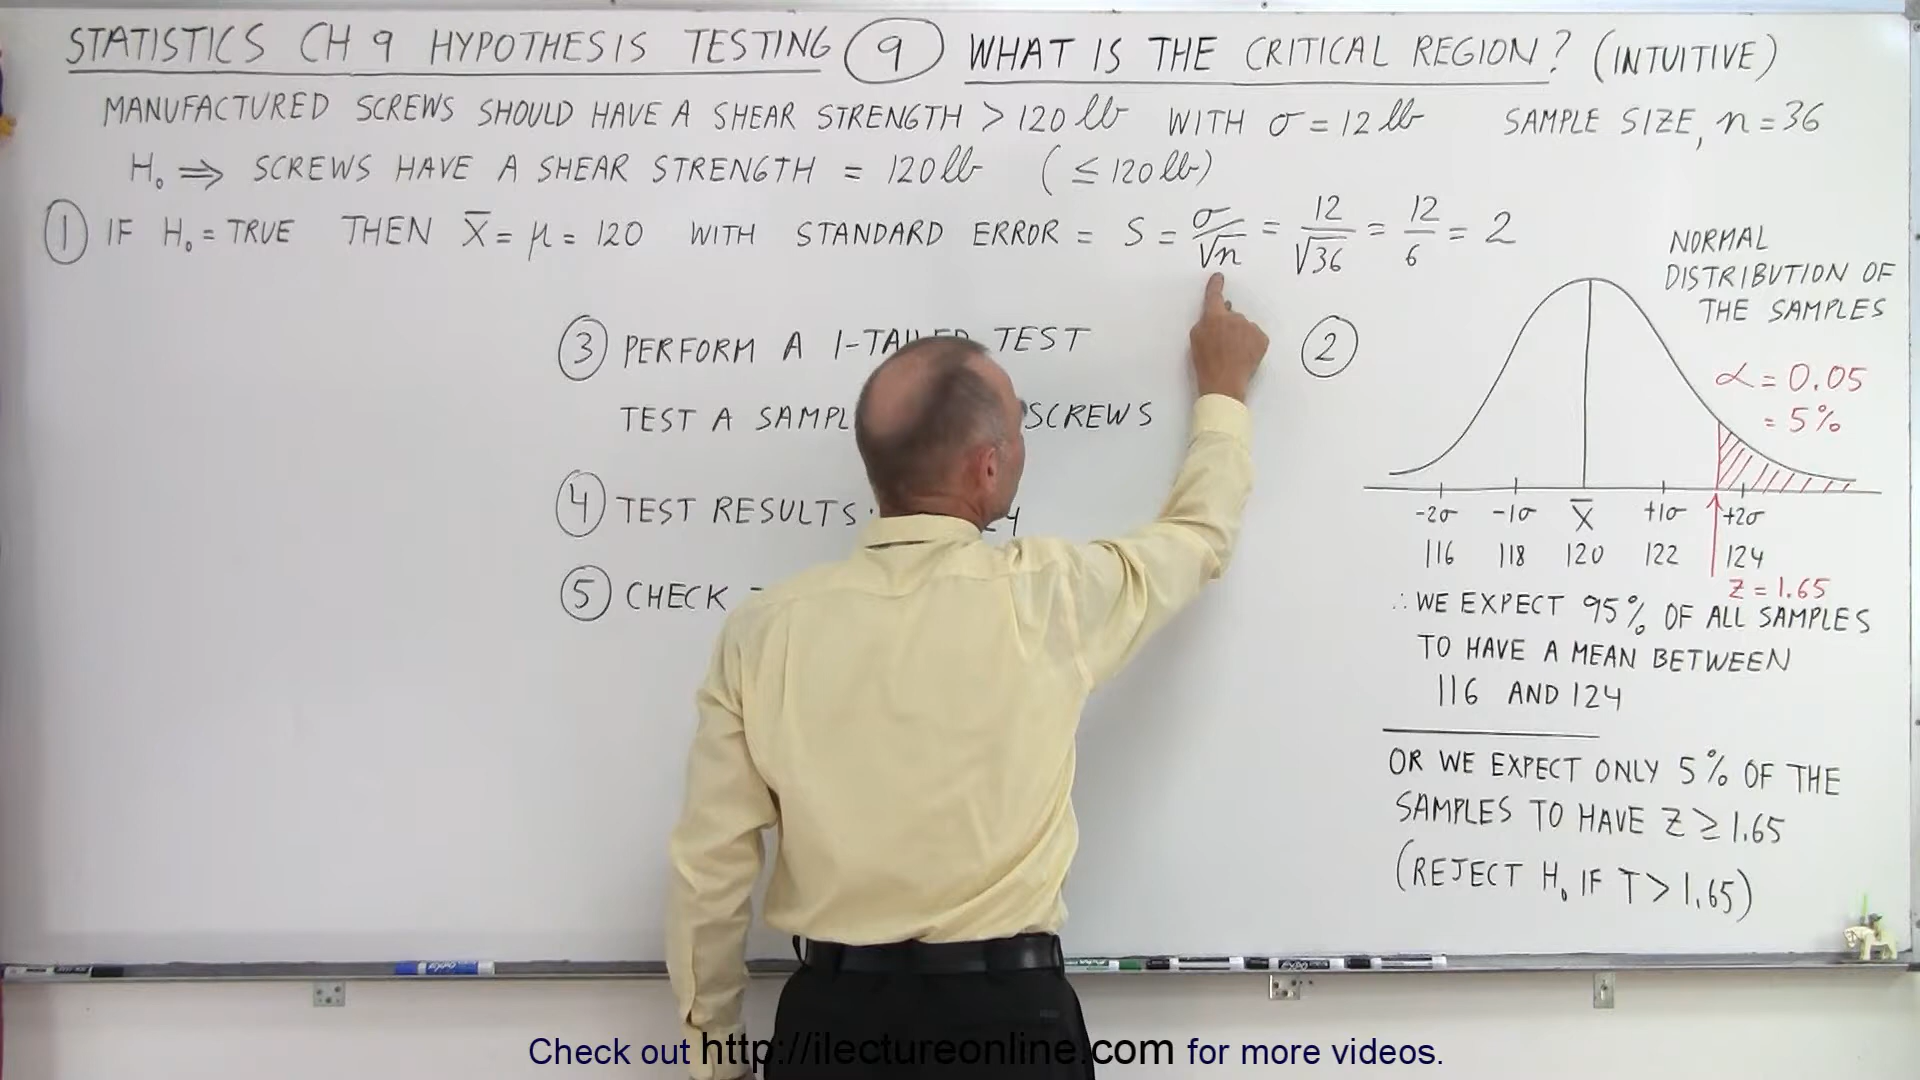 STATISTICS CH 9 HYPOTHESIS TESTING 9 WHAT IS THE CRITICAL REGION? (INTUITIVE)
MANUFACTURED SCREWS SHOULD HAVE A SHEAR STRENGTH > 120 lb WITH σ = 12 lb SAMPLE SIZE, n = 36
H₀ ⇒ SCREWS HAVE A SHEAR STRENGTH = 120 lb (≤ 120 lb)
① IF H₀ = TRUE THEN X̄ = μ = 120 WITH STANDARD ERROR = S = σ/√n = 12/√36 = 12/6 = 2
③ PERFORM A 1-TAILED TEST
TEST A SAMPL SCREWS
④ TEST RESULTS:
⑤ CHECK
②
NORMAL
DISTRIBUTION OF
THE SAMPLES
α = 0.05
= 5%
-2σ -1σ X̄ +1σ +2σ
116 118 120 122 124
Z = 1.65
∴ WE EXPECT 95% OF ALL SAMPLES
TO HAVE A MEAN BETWEEN
116 AND 124
OR WE EXPECT ONLY 5% OF THE
SAMPLES TO HAVE Z ≥ 1.65
(REJECT H₀ IF T > 1.65)
Check out http://ilectureonline.com for more videos.